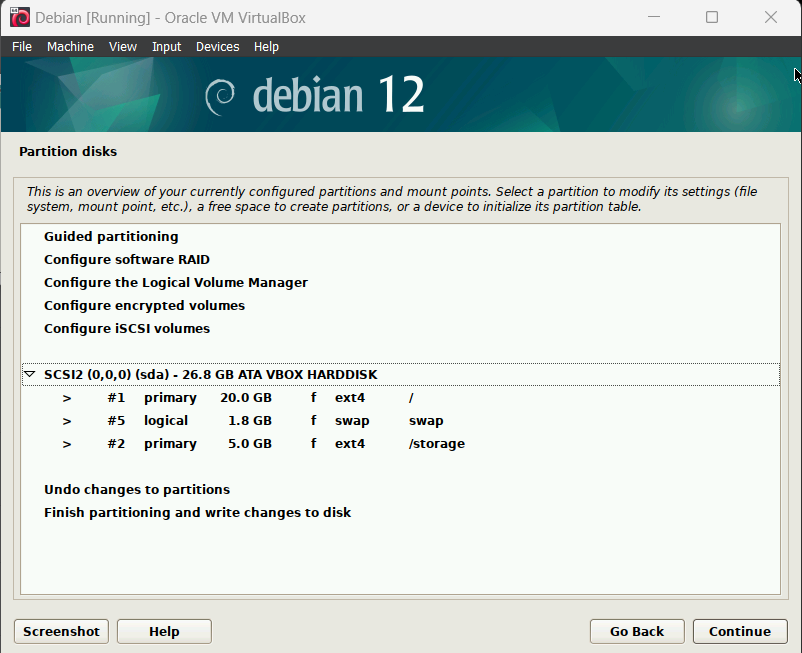 Debian [Running] - Oracle VM VirtualBox
File Machine View Input Devices Help
debian 12
Partition disks
This is an overview of your currently configured partitions and mount points. Select a partition to modify its settings (file
system, mount point, etc.), a free space to create partitions, or a device to initialize its partition table.
Guided partitioning
Configure software RAID
Configure the Logical Volume Manager
Configure encrypted volumes
Configure iSCSI volumes
SCSI2 (0,0,0) (sda) - 26.8 GB ATA VBOX HARDDISK
> #1 primary 20.0 GB f ext4 /
> #5 logical 1.8 GB f swap swap
> #2 primary 5.0 GB f ext4 /storage
Undo changes to partitions
Finish partitioning and write changes to disk
Screenshot Help Go Back Continue